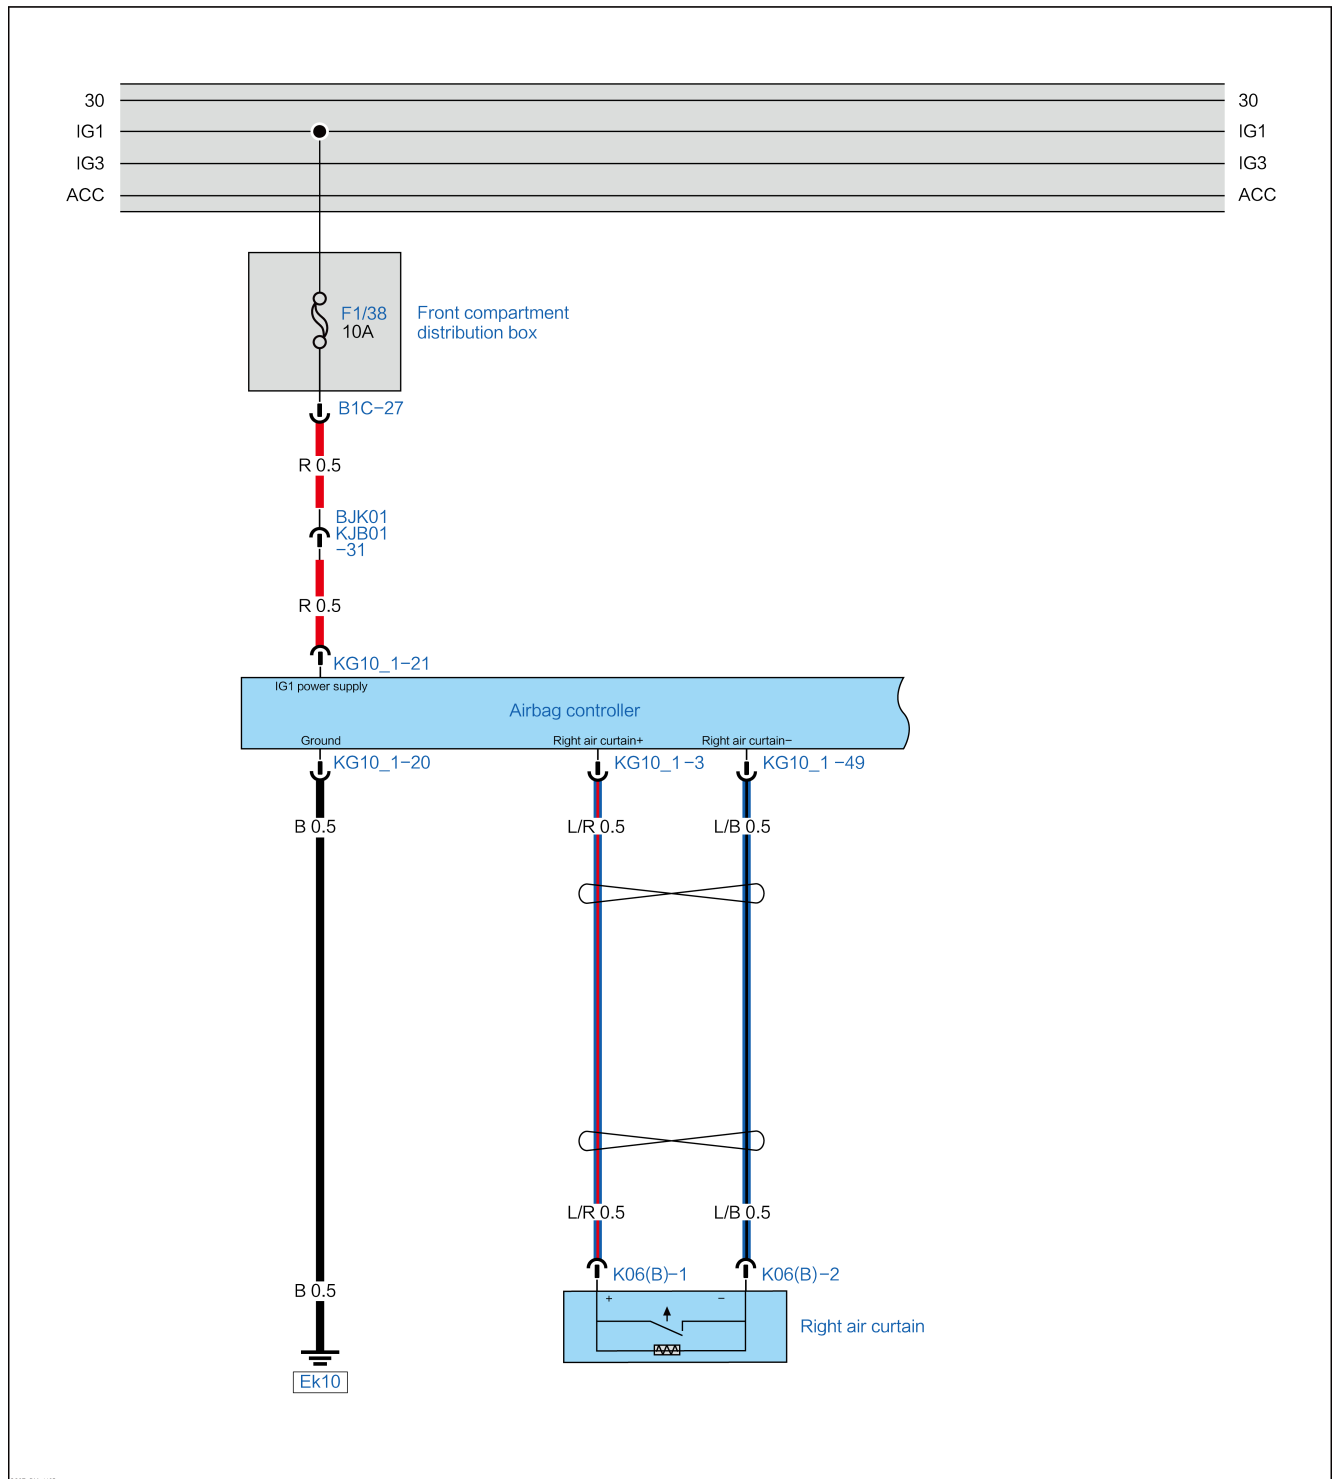 30
30
IG1
IG1
IG3
IG3
ACC
ACC
F1/38
10A
Front compartment
distribution box
B1C-27
R 0.5
BJK01
KJB01
-31
R 0.5
KG10_1-21
IG1 power supply
Airbag controller
Ground
Right air curtain+
Right air curtain-
KG10_1-20
KG10_1-3
KG10_1-49
B 0.5
L/R 0.5
L/B 0.5
L/R 0.5
L/B 0.5
K06(B)-1
K06(B)-2
B 0.5
+
-
Right air curtain
Ek10